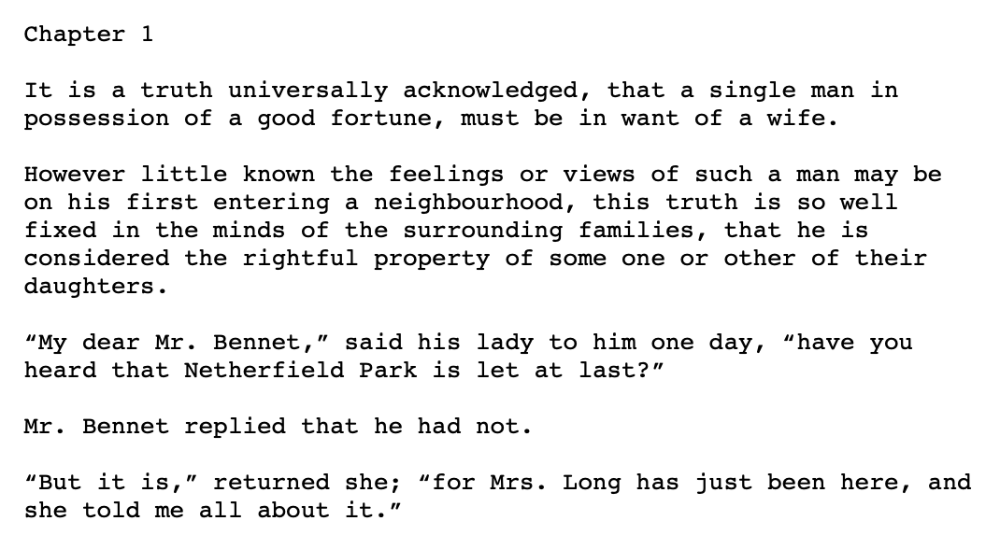 Chapter 1
It is a truth universally acknowledged, that a single man in
possession of a good fortune, must be in want of a wife.
However little known the feelings or views of such a man may be
on his first entering a neighbourhood, this truth is so well
fixed in the minds of the surrounding families, that he is
considered the rightful property of some one or other of their
daughters.
“My dear Mr. Bennet,” said his lady to him one day, “have you
heard that Netherfield Park is let at last?”
Mr. Bennet replied that he had not.
“But it is,” returned she; “for Mrs. Long has just been here, and
she told me all about it.”